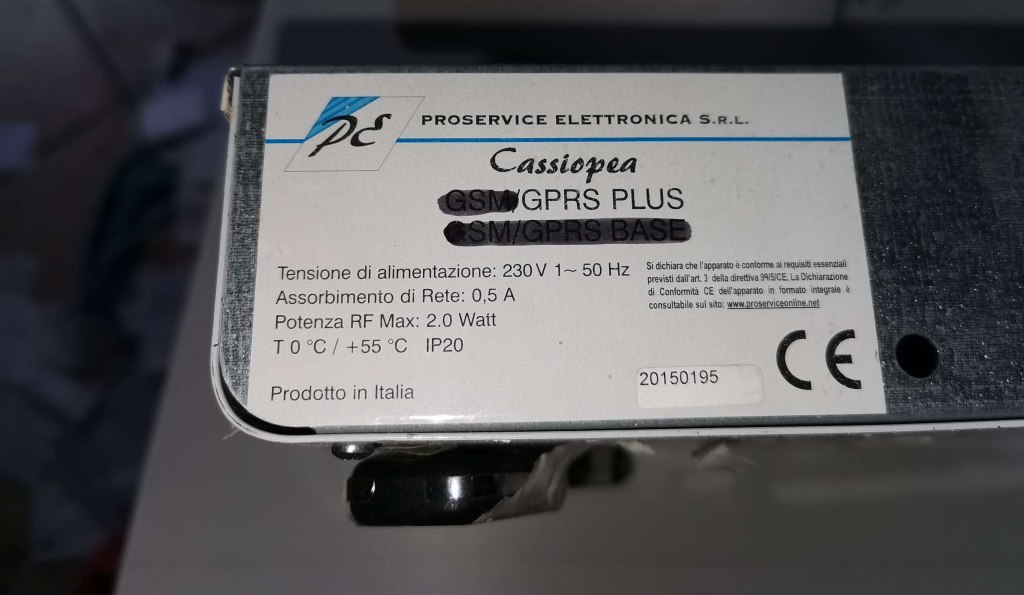 PE
PROSERVICE ELETTRONICA S.R.L.
Cassiopea
GSM/GPRS PLUS
GSM/GPRS BASE
Tensione di alimentazione: 230 V 1~ 50 Hz
Assorbimento di Rete: 0,5 A
Potenza RF Max: 2.0 Watt
T 0 °C / +55 °C IP20
Si dichiara che l'apparato è conforme ai requisiti essenziali
previsti dall'art. 3 della direttiva 99/5/CE. La Dichiarazione
di Conformità CE dell'apparato in formato integrale è
consultabile sul sito: www.proserviceonline.net
CE
20150195
Prodotto in Italia